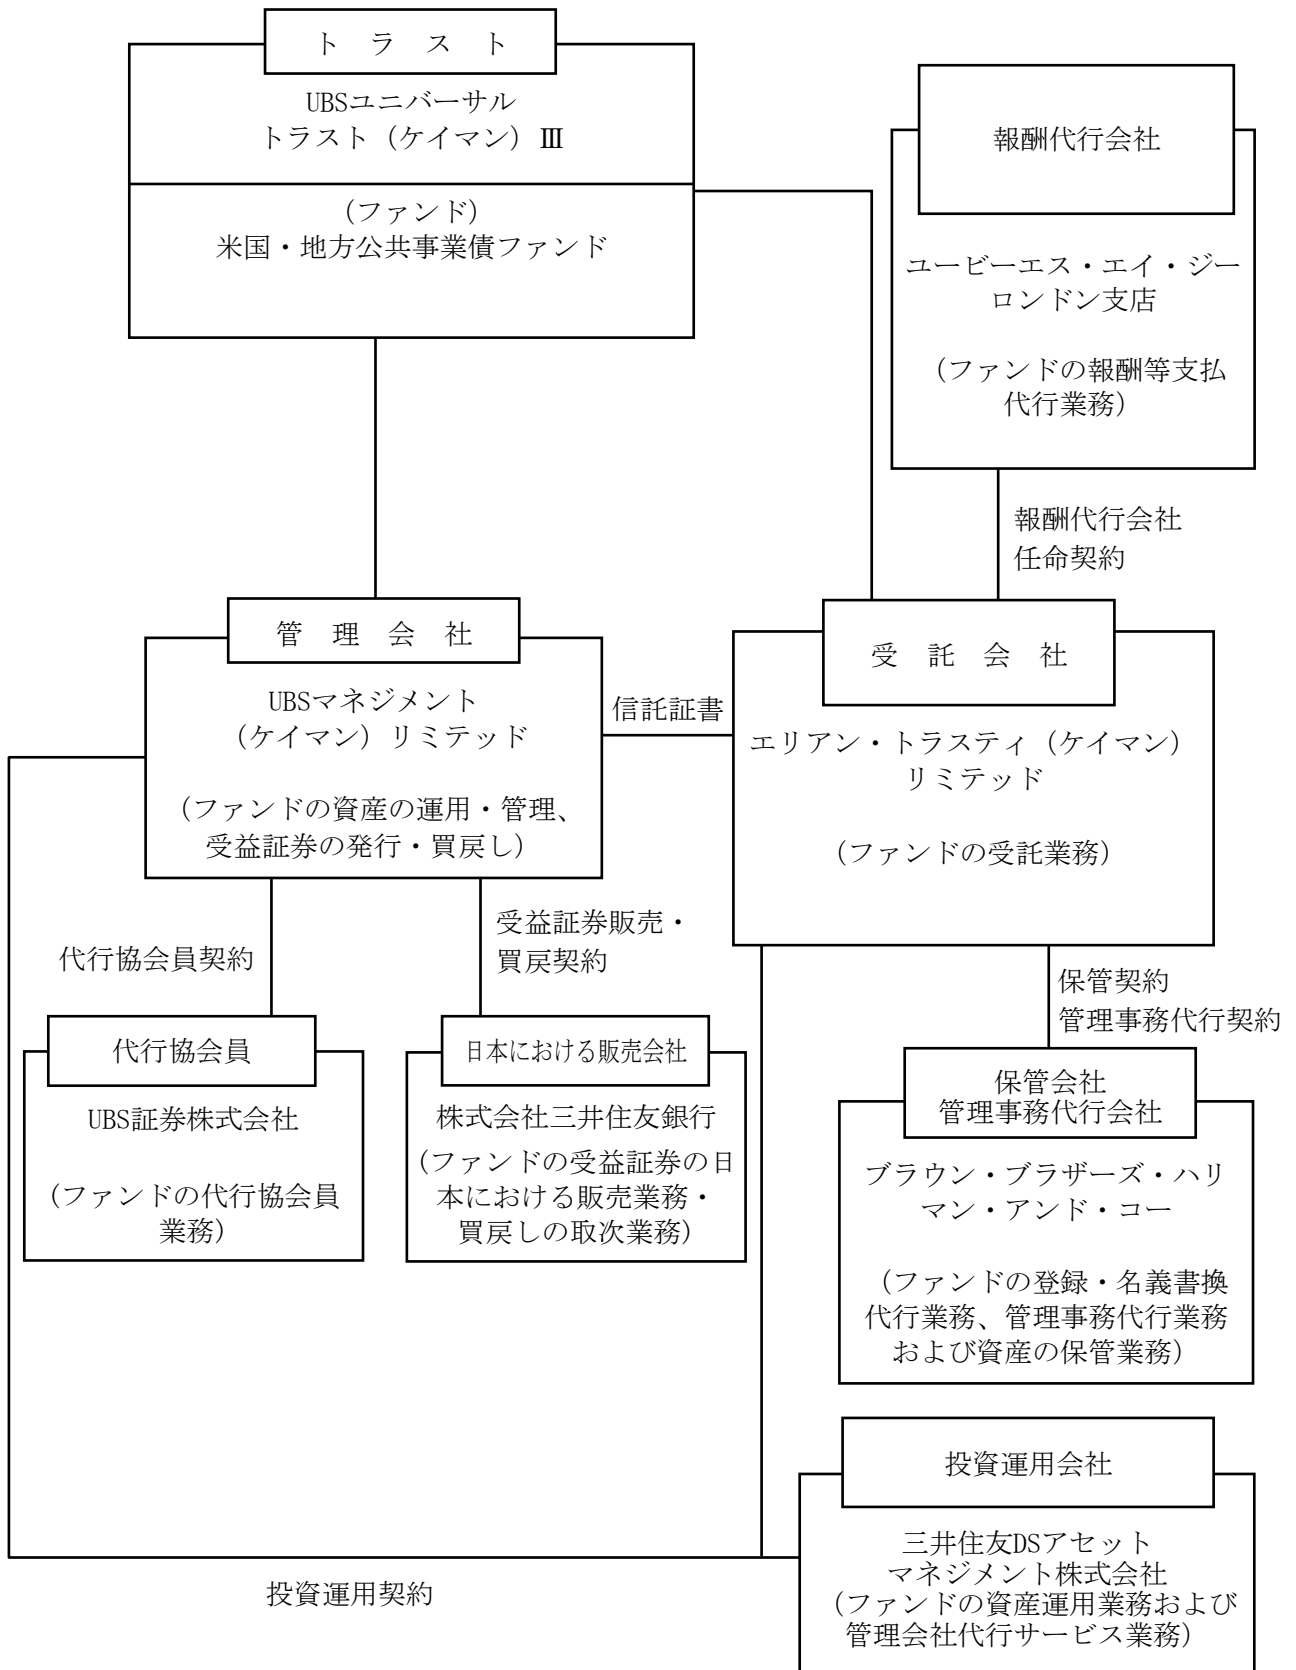 トラスト
UBSユニバーサル
トラスト（ケイマン）Ⅲ
（ファンド）
米国・地方公共事業債ファンド
報酬代行会社
ユービーエス・エイ・ジー
ロンドン支店
（ファンドの報酬等支払
代行業務）
報酬代行会社
任命契約
管理会社
UBSマネジメント
（ケイマン）リミテッド
（ファンドの資産の運用・管理、
受益証券の発行・買戻し）
信託証書
受託会社
エリアン・トラスティ（ケイマン）
リミテッド
（ファンドの受託業務）
代行協会員契約
受益証券販売・
買戻契約
保管契約
管理事務代行契約
代行協会員
UBS証券株式会社
（ファンドの代行協会員
業務）
日本における販売会社
株式会社三井住友銀行
（ファンドの受益証券の日
本における販売業務・
買戻しの取次業務）
保管会社
管理事務代行会社
ブラウン・ブラザーズ・ハリ
マン・アンド・コー
（ファンドの登録・名義書換
代行業務、管理事務代行業務
および資産の保管業務）
投資運用会社
三井住友DSアセット
マネジメント株式会社
（ファンドの資産運用業務および
管理会社代行サービス業務）
投資運用契約